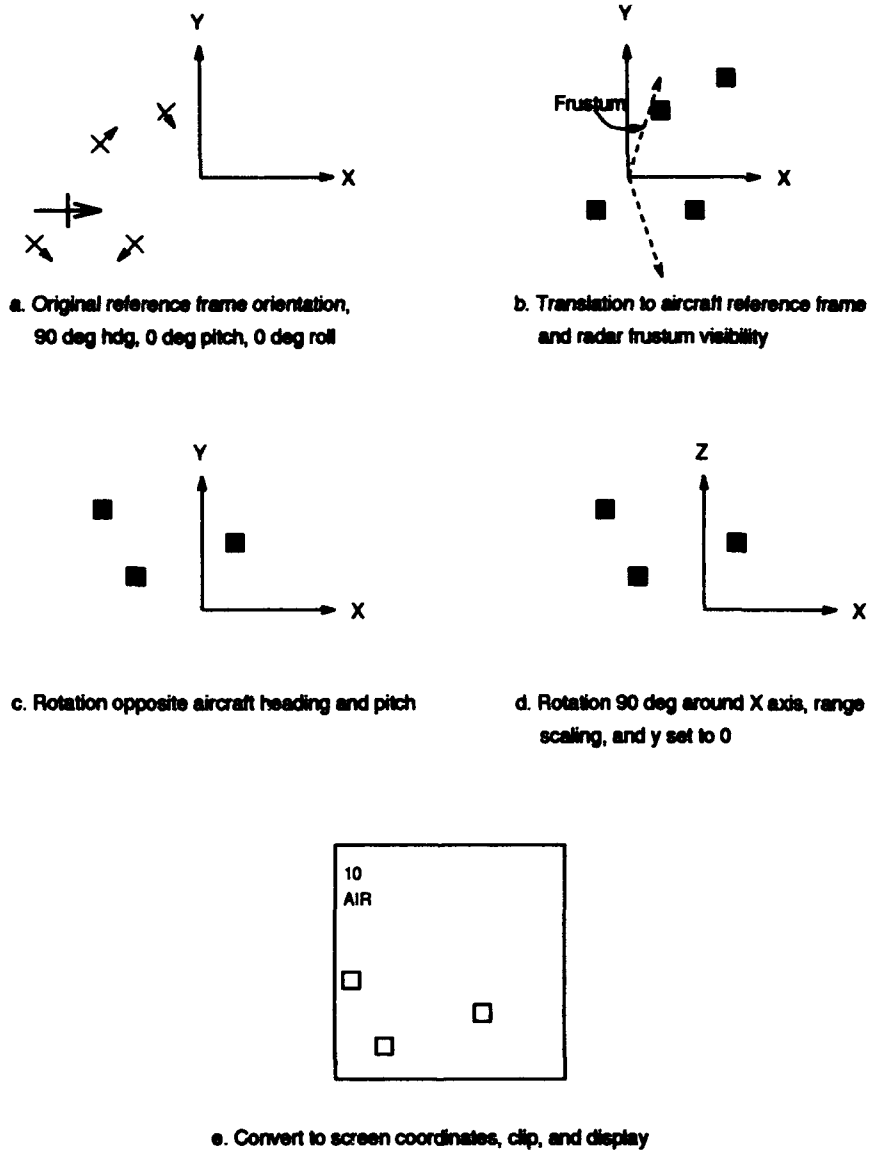 Y
X
a. Original reference frame orientation,
90 deg hdg, 0 deg pitch, 0 deg roll
Y
Frustum
X
b. Translation to aircraft reference frame
and radar frustum visibility
Y
X
c. Rotation opposite aircraft heading and pitch
Z
X
d. Rotation 90 deg around X axis, range
scaling, and y set to 0
10
AIR
e. Convert to screen coordinates, clip, and display